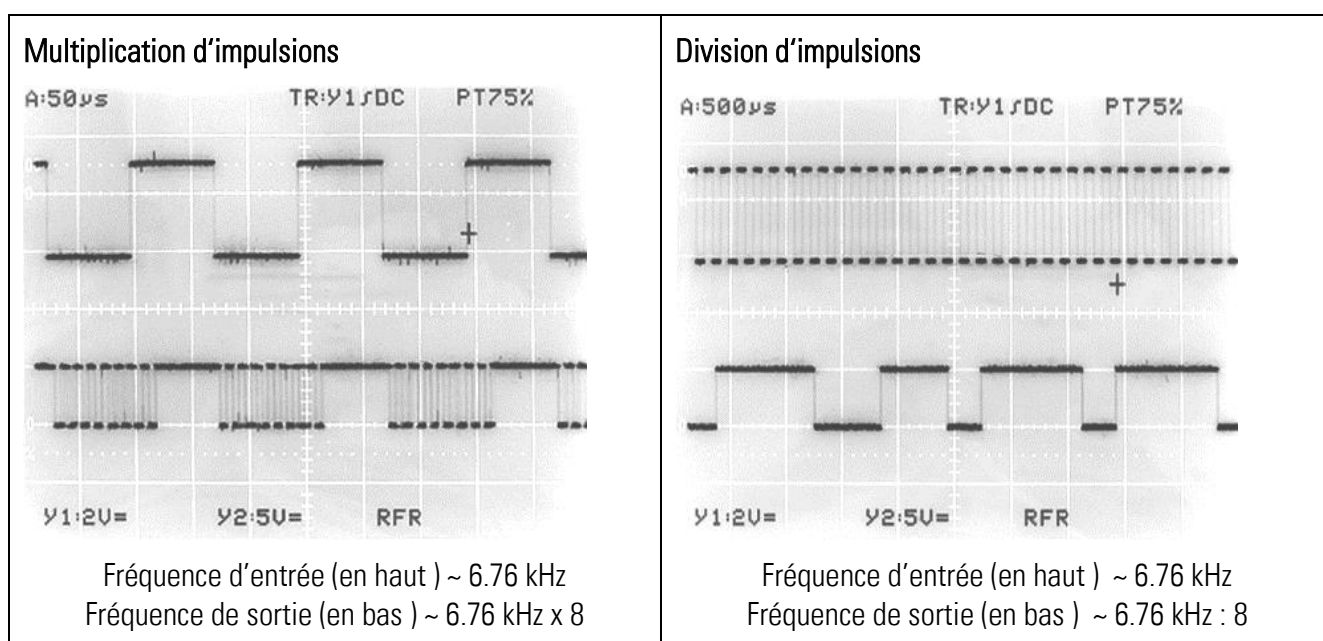 Multiplication d'impulsions
A:50µs TR:Y1∫DC PT75%
Y1:2V= Y2:5V= RFR
Fréquence d'entrée (en haut ) ~ 6.76 kHz
Fréquence de sortie (en bas ) ~ 6.76 kHz x 8
Division d'impulsions
A:500µs TR:Y1∫DC PT75%
Y1:2V= Y2:5V= RFR
Fréquence d'entrée (en haut ) ~ 6.76 kHz
Fréquence de sortie (en bas ) ~ 6.76 kHz : 8